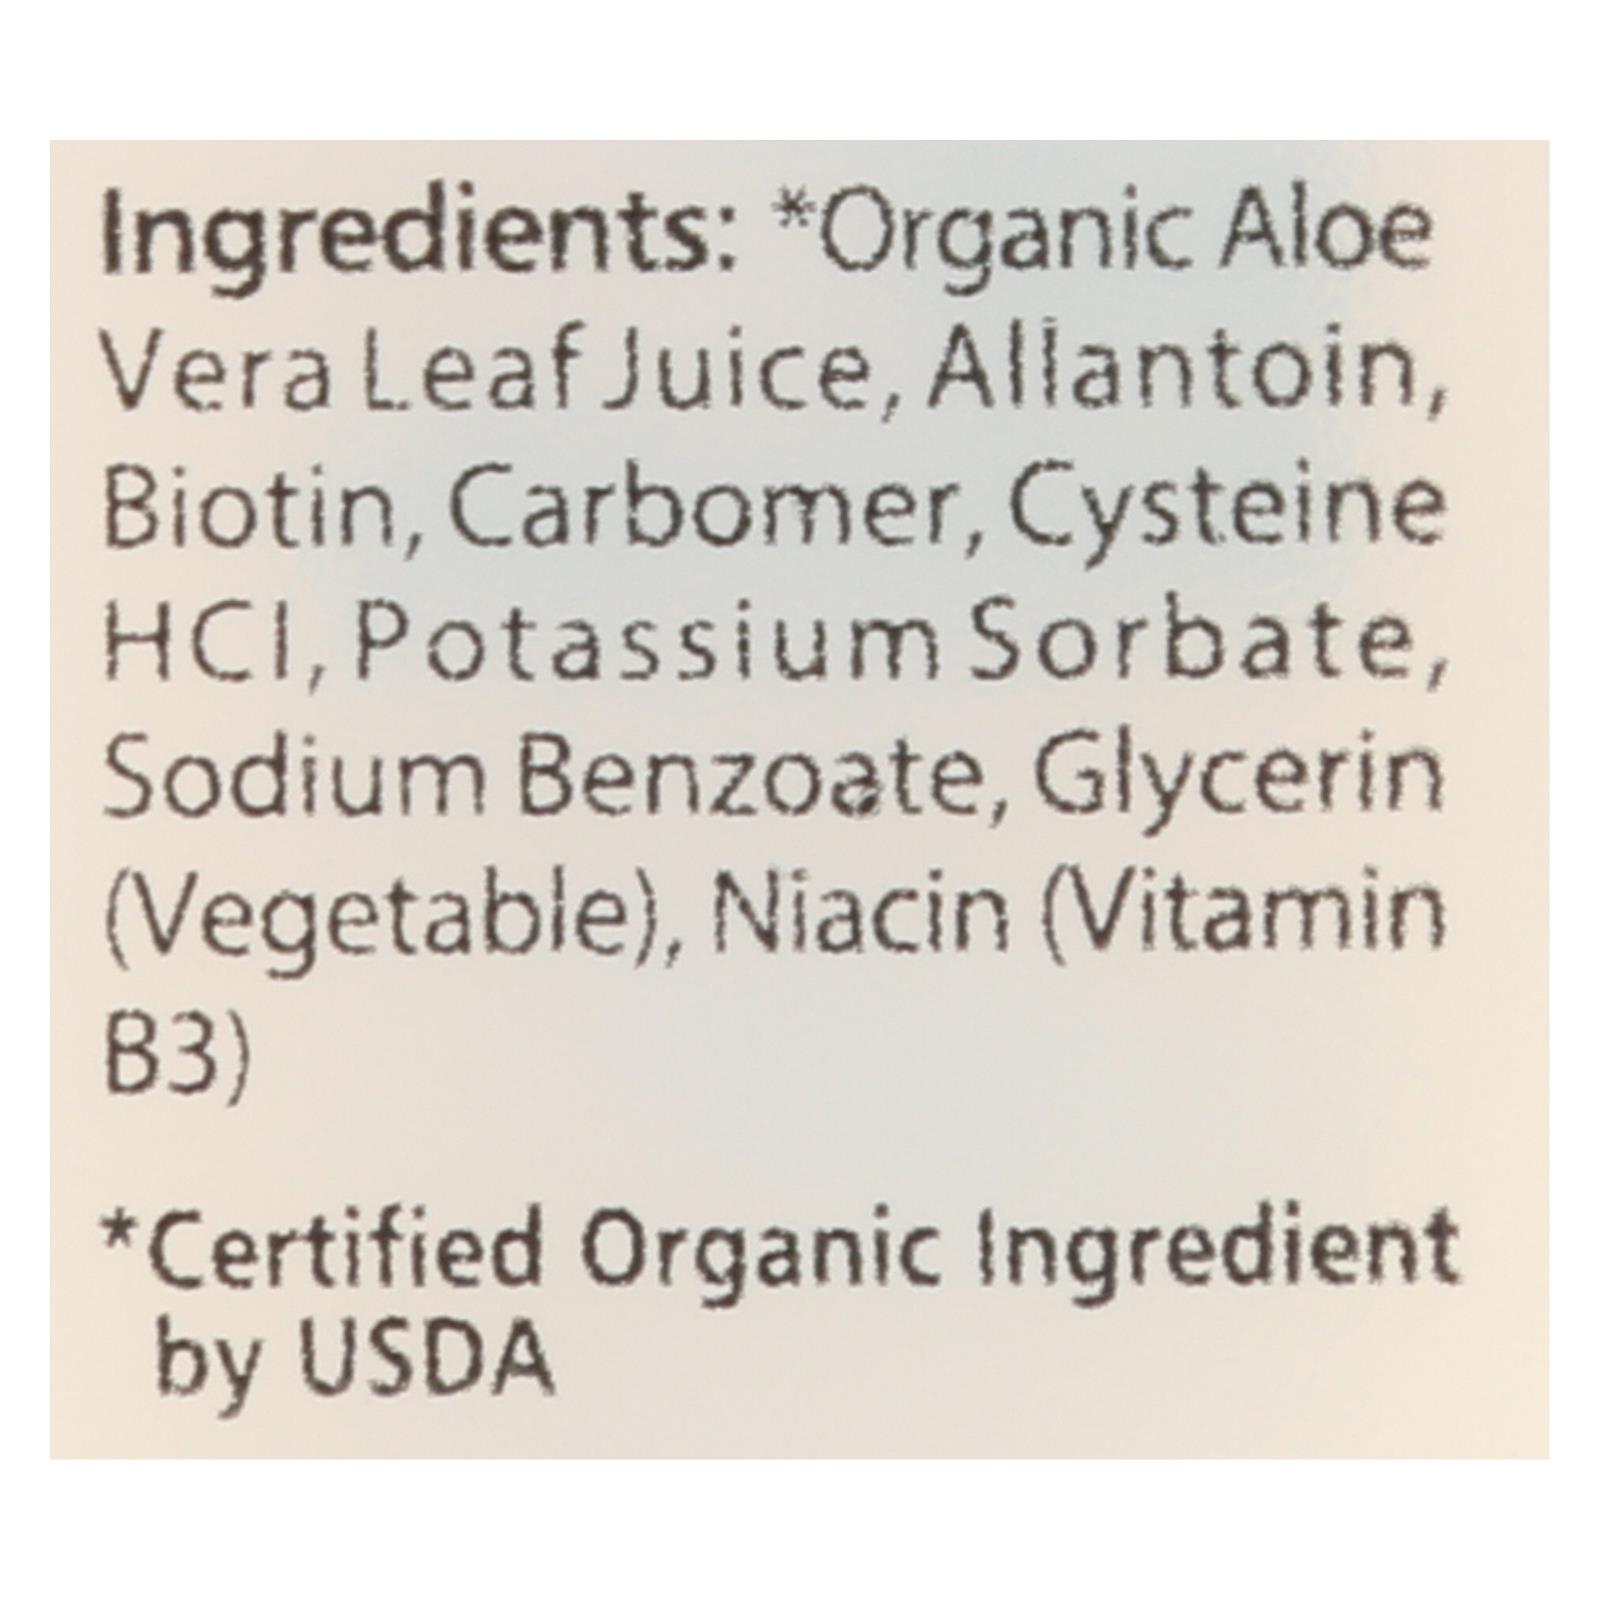 Ingredients: *Organic Aloe
Vera Leaf Juice, Allantoin,
Biotin, Carbomer, Cysteine
HCl, Potassium Sorbate,
Sodium Benzoate, Glycerin
(Vegetable), Niacin (Vitamin
B3)
*Certified Organic Ingredient
by USDA